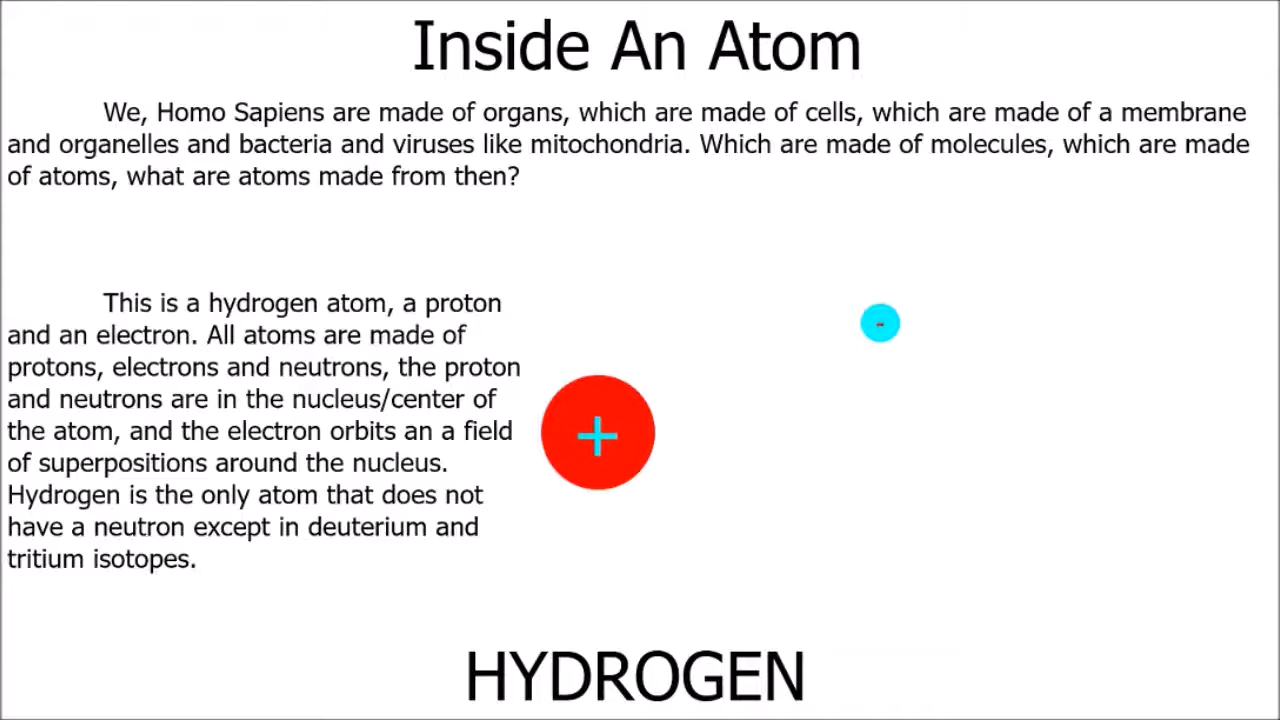 Inside An Atom
We, Homo Sapiens are made of organs, which are made of cells, which are made of a membrane
and organelles and bacteria and viruses like mitochondria. Which are made of molecules, which are made
of atoms, what are atoms made from then?
This is a hydrogen atom, a proton
and an electron. All atoms are made of
protons, electrons and neutrons, the proton
and neutrons are in the nucleus/center of
the atom, and the electron orbits an a field
of superpositions around the nucleus.
Hydrogen is the only atom that does not
have a neutron except in deuterium and
tritium isotopes.
-
+
HYDROGEN